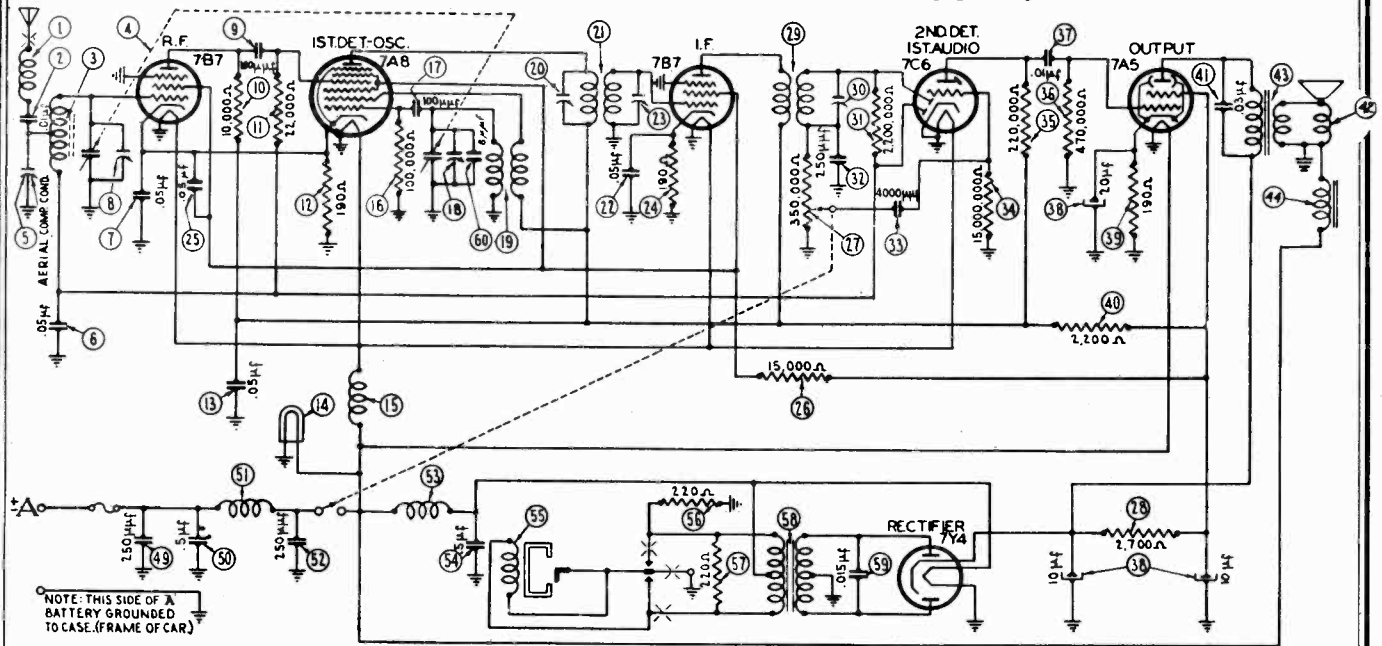 R.F.
7B7
1ST.DET-OSC.
7A8
I.F.
7B7
2ND.DET.
1ST.AUDIO
7C6
OUTPUT
7A5
1
2
3
4
5
6
7
8
9
10
11
12
13
14
15
16
17
18
19
20
21
22
23
24
25
26
27
28
29
30
31
32
33
34
35
36
37
38
39
40
41
42
43
44
.01µf
AERIAL COMP. COND.
.05µf
.05µf
.05µf
10,000Ω
22,000Ω
190Ω
100µµf
100,000Ω
60
.05µf
190Ω
250µµf
350,000Ω
2,200,000Ω
4000µµf
15,000,000Ω
220,000Ω
.01µf
470,000Ω
20µf
190Ω
.03µf
2,200Ω
15,000Ω
.05µf
±A
49
50
51
52
53
54
55
56
57
58
59
250µµf
.5µf
250µµf
.5µf
220Ω
220Ω
.015µf
RECTIFIER
7Y4
2,700Ω
10µf
38
10µf
NOTE: THIS SIDE OF A
BATTERY GROUNDED
TO CASE.(FRAME OF CAR.)